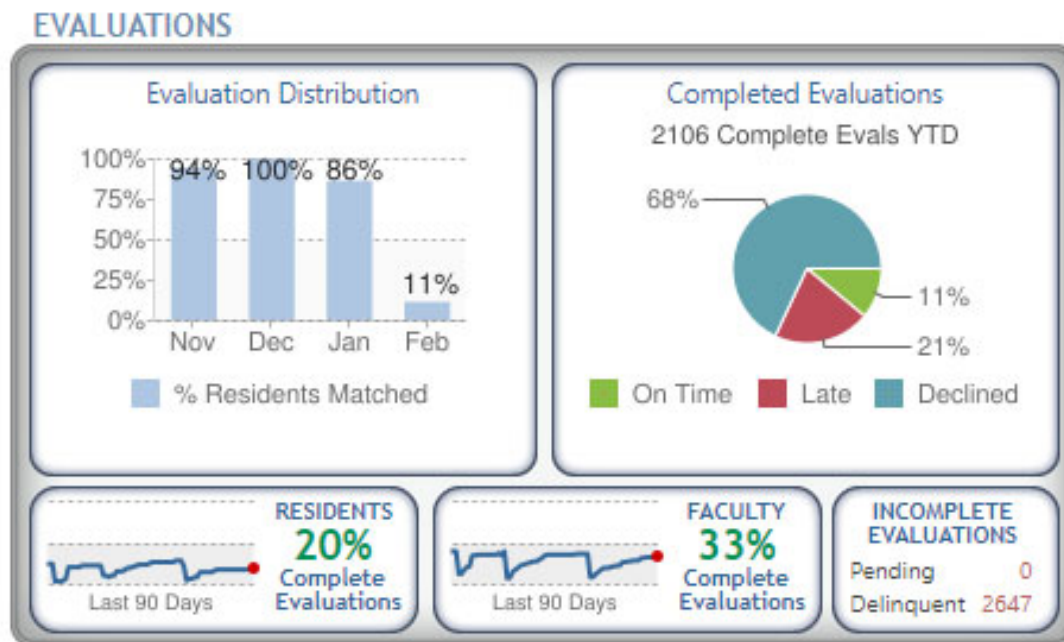 EVALUATIONS
Evaluation Distribution
100%
75%
50%
25%
0%
94%
100%
86%
11%
Nov
Dec
Jan
Feb
% Residents Matched
Completed Evaluations
2106 Complete Evals YTD
68%
11%
21%
On Time
Late
Declined
Last 90 Days
RESIDENTS
20%
Complete
Evaluations
Last 90 Days
FACULTY
33%
Complete
Evaluations
INCOMPLETE
EVALUATIONS
Pending 0
Delinquent 2647